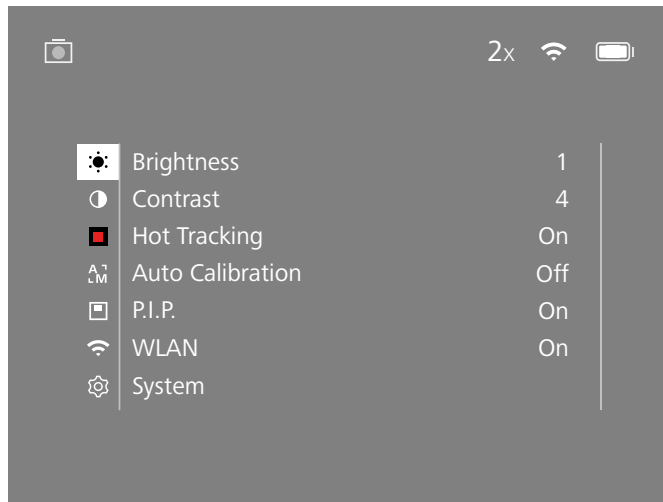 2x
Brightness 1
Contrast 4
Hot Tracking On
A M Auto Calibration Off
P.I.P. On
WLAN On
System